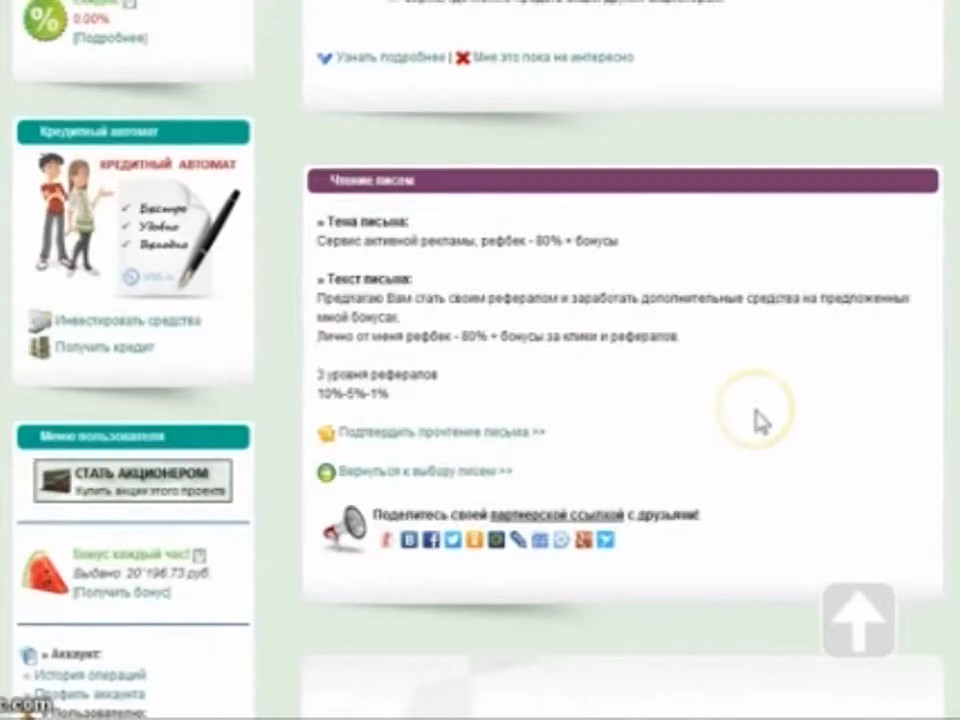 0.00%
[Подробнее]
Узнать подробнее | Мне это пока не интересно
Кредитный автомат
КРЕДИТНЫЙ АВТОМАТ
Быстро
Удобно
Выгодно
Инвестировать средства
Получить кредит
Чтение писем
» Тема письма:
Сервис активной рекламы, рефбек - 80% + бонусы
» Текст письма:
Предлагаю Вам стать своим рефералом и заработать дополнительные средства на предложенных
мной бонусах.
Лично от меня рефбек - 80% + бонусы за клики и рефералов.
3 уровня рефералов
10%-5%-1%
Подтвердить прочтение письма >>
Вернуться к выбору писем >>
Поделитесь своей партнерской ссылкой с друзьями!
Меню пользователя
СТАТЬ АКЦИОНЕРОМ
Купить акции этого проекта
Бонус каждый час! [?]
Выдано: 20'196.73 руб.
[Получить бонус]
» Аккаунт:
» История операций
» Профиль аккаунта
» Пользователю:
c.com